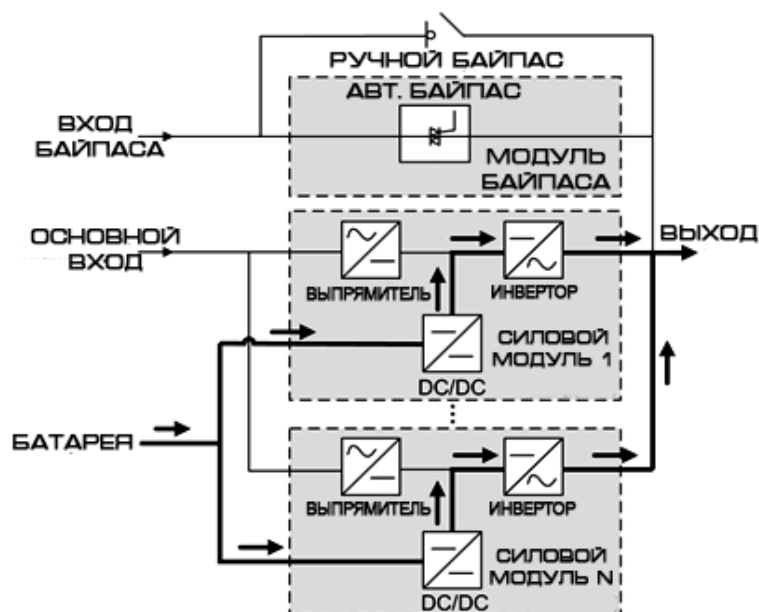 РУЧНОЙ БАЙПАС
АВТ. БАЙПАС
ВХОД
БАЙПАСА
МОДУЛЬ
БАЙПАСА
ОСНОВНОЙ
ВХОД
ВЫХОД
ВЫПРЯМИТЕЛЬ
ИНВЕРТОР
СИЛОВОЙ
МОДУЛЬ 1
DC/DC
БАТАРЕЯ
ВЫПРЯМИТЕЛЬ
ИНВЕРТОР
СИЛОВОЙ
МОДУЛЬ N
DC/DC